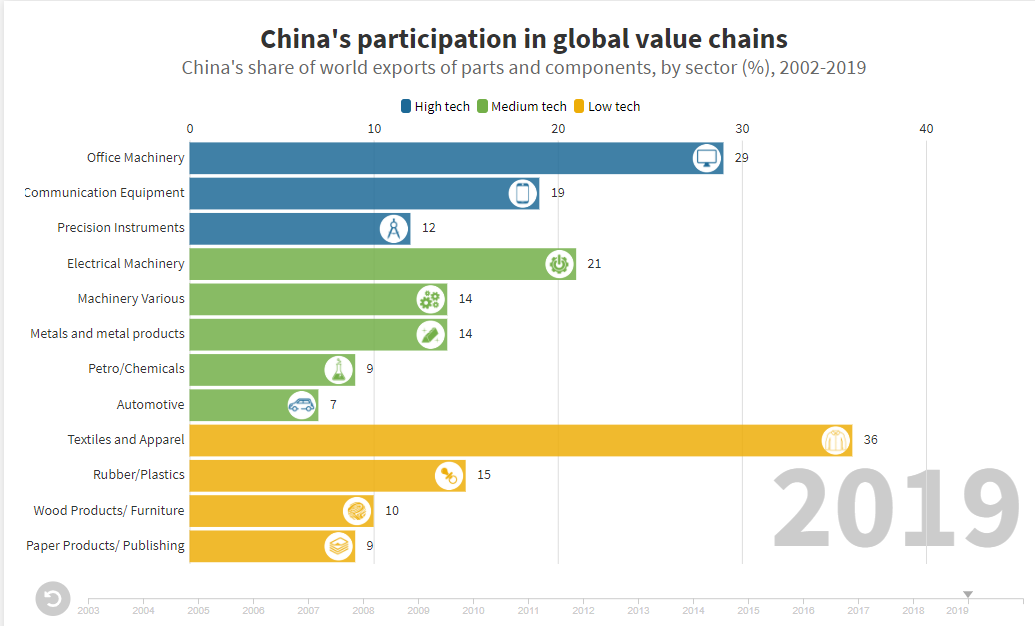 China's participation in global value chains
China's share of world exports of parts and components, by sector (%), 2002-2019
High tech Medium tech Low tech
0 10 20 30 40
Office Machinery 29
Communication Equipment 19
Precision Instruments 12
Electrical Machinery 21
Machinery Various 14
Metals and metal products 14
Petro/Chemicals 9
Automotive 7
Textiles and Apparel 36
Rubber/Plastics 15
Wood Products/ Furniture 10
Paper Products/ Publishing 9
2019
2003 2004 2005 2006 2007 2008 2009 2010 2011 2012 2013 2014 2015 2016 2017 2018 2019